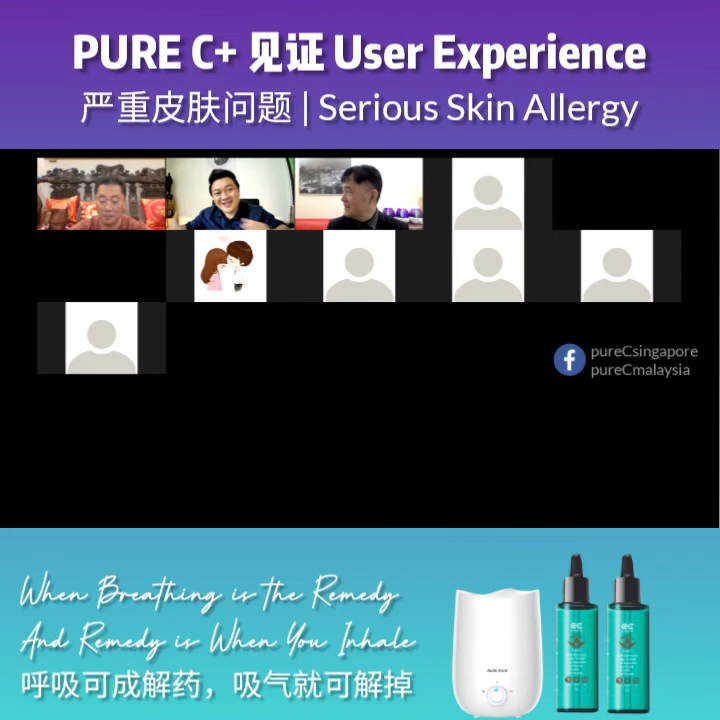 PURE C+ 见证 User Experience
严重皮肤问题 | Serious Skin Allergy
pureCsingapore
pureCmalaysia
When Breathing is the Remedy
And Remedy is When You Inhale
呼吸可成解药，吸气就可解掉